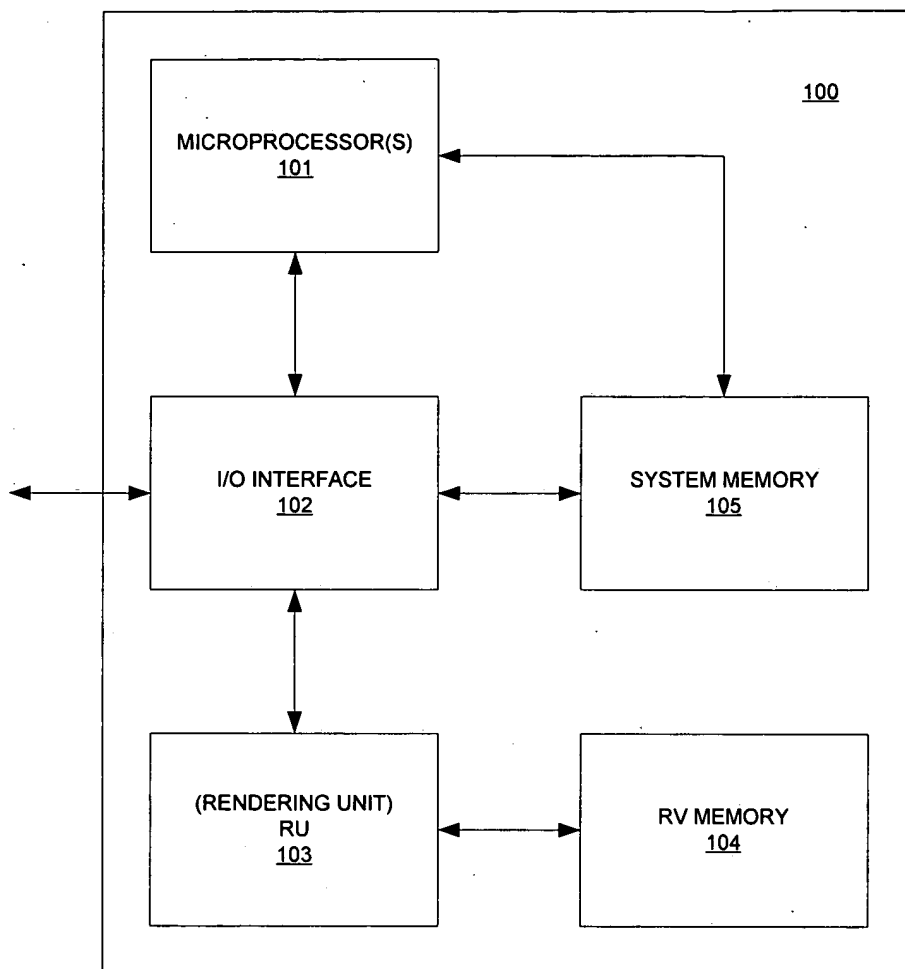 100
MICROPROCESSOR(S)
101
I/O INTERFACE
102
SYSTEM MEMORY
105
(RENDERING UNIT)
RU
103
RV MEMORY
104